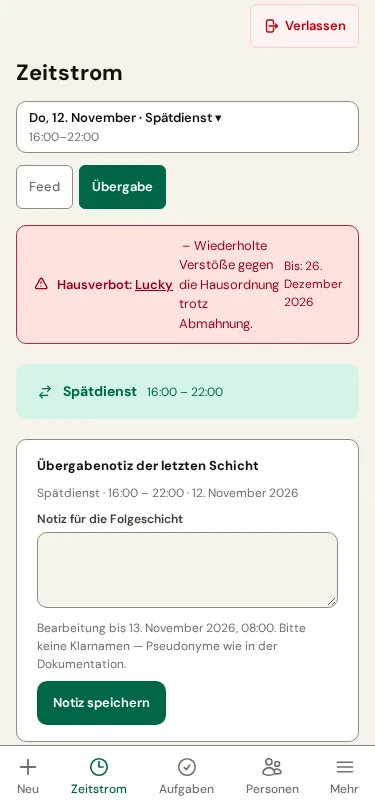 Verlassen
Zeitstrom
Do, 12. November · Spätdienst ▾
16:00–22:00
Feed
Übergabe
Hausverbot: Lucky
– Wiederholte
Verstöße gegen
die Hausordnung
trotz
Abmahnung.
Bis: 26.
Dezember
2026
Spätdienst 16:00 – 22:00
Übergabenotiz der letzten Schicht
Spätdienst · 16:00 – 22:00 · 12. November 2026
Notiz für die Folgeschicht
Bearbeitung bis 13. November 2026, 08:00. Bitte
keine Klarnamen — Pseudonyme wie in der
Dokumentation.
Notiz speichern
Neu
Zeitstrom
Aufgaben
Personen
Mehr